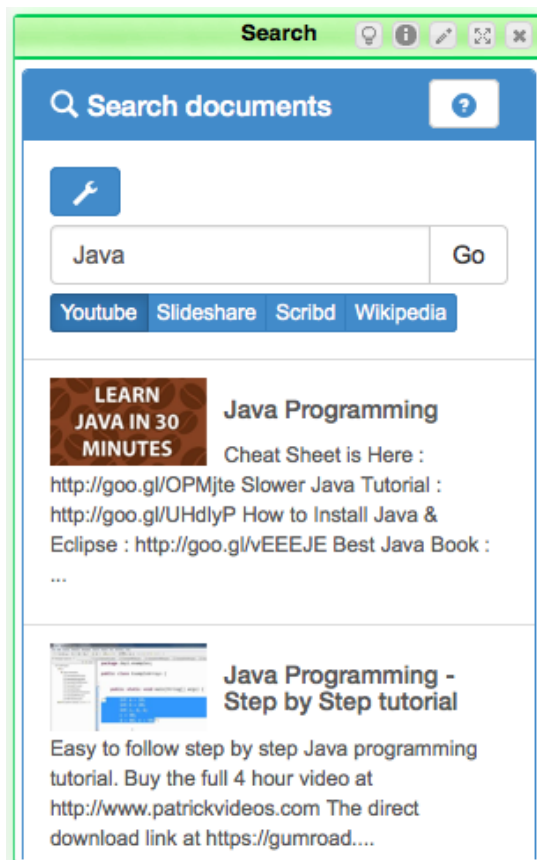 Search
Search documents
Java
Go
Youtube Slideshare Scribd Wikipedia
LEARN
JAVA IN 30
MINUTES
Java Programming
Cheat Sheet is Here :
http://goo.gl/OPMjte Slower Java Tutorial :
http://goo.gl/UHdlyP How to Install Java &
Eclipse : http://goo.gl/vEEEJE Best Java Book :
...
Java Programming -
Step by Step tutorial
Easy to follow step by step Java programming
tutorial. Buy the full 4 hour video at
http://www.patrickvideos.com The direct
download link at https://gumroad....